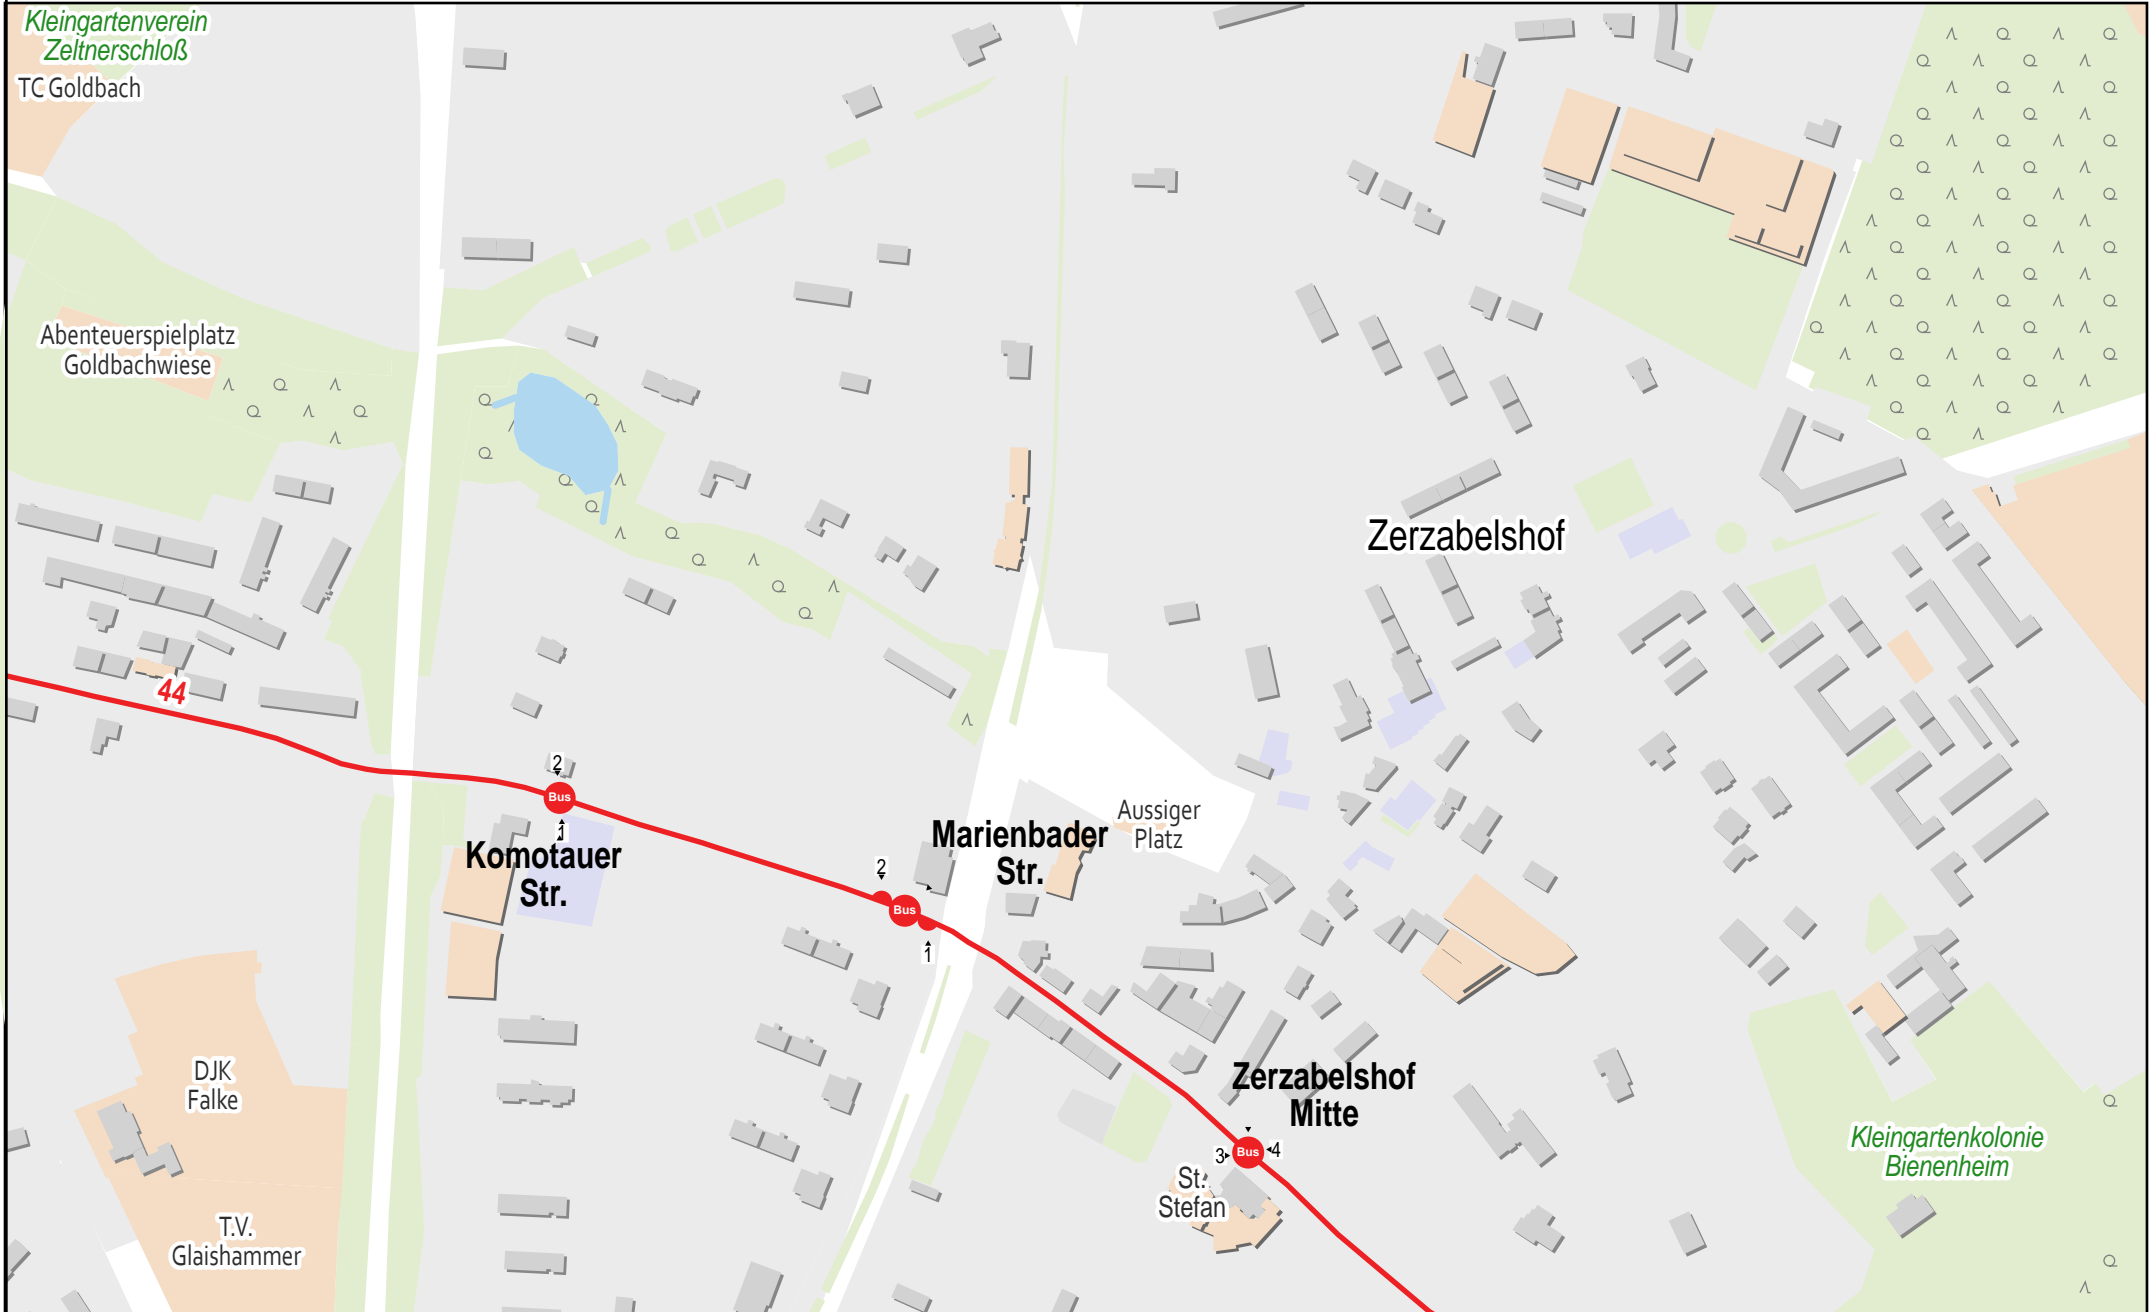 Kleingartenverein
Zeltnerschloß
TC Goldbach
Abenteuerspielplatz
Goldbachwiese
Zerzabelshof
44
2
Bus
1
Komotauer
Str.
Marienbader
Str.
Aussiger
Platz
2
Bus
1
DJK
Falke
Zerzabelshof
Mitte
3
Bus
4
St.
Stefan
Kleingartenkolonie
Bienenheim
T.V.
Glaishammer